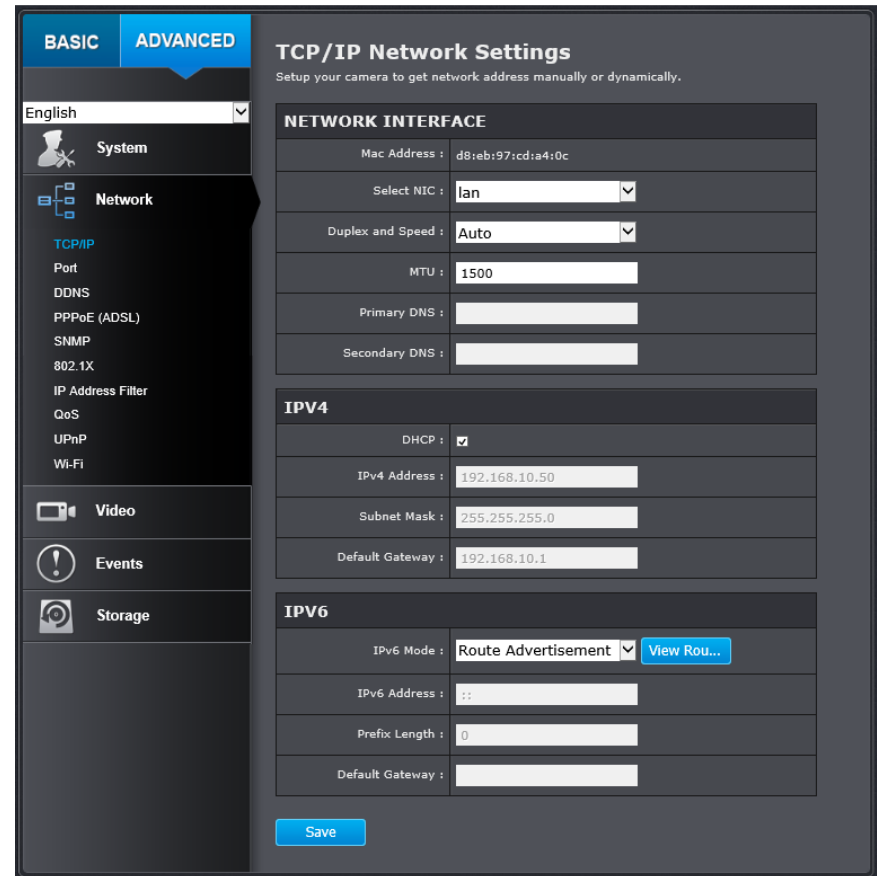 BASIC
ADVANCED
English
System
Network
TCP/IP
Port
DDNS
PPPoE (ADSL)
SNMP
802.1X
IP Address Filter
QoS
UPnP
Wi-Fi
Video
Events
Storage
TCP/IP Network Settings
Setup your camera to get network address manually or dynamically.
NETWORK INTERFACE
Mac Address : d8:eb:97:cd:a4:0c
Select NIC : lan
Duplex and Speed : Auto
MTU : 1500
Primary DNS :
Secondary DNS :
IPV4
DHCP :
IPv4 Address : 192.168.10.50
Subnet Mask : 255.255.255.0
Default Gateway : 192.168.10.1
IPV6
IPv6 Mode : Route Advertisement View Rou...
IPv6 Address : ::
Prefix Length : 0
Default Gateway :
Save